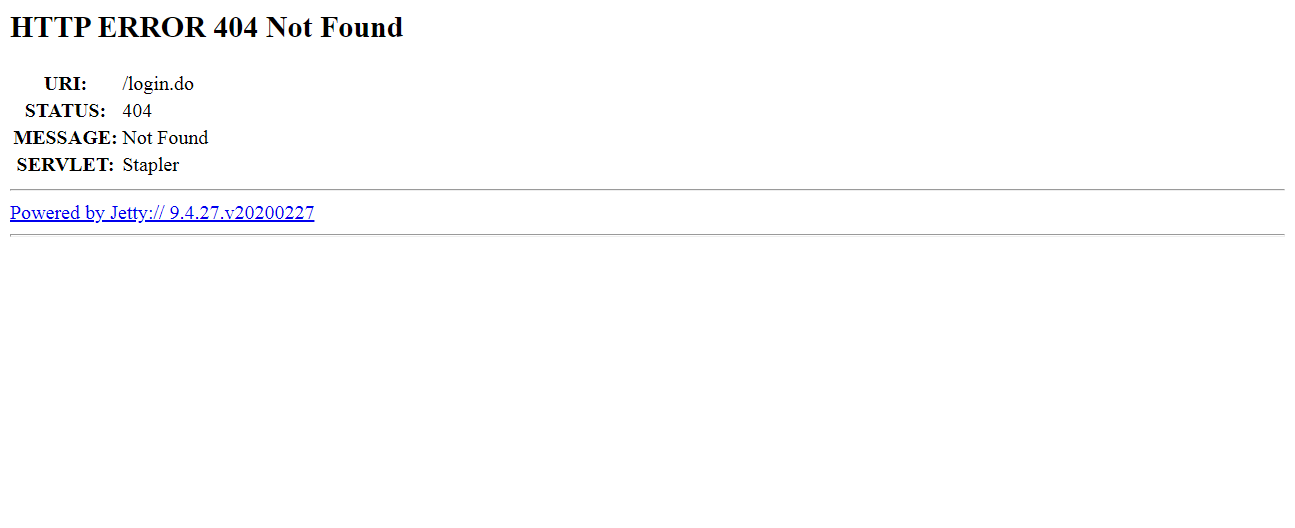 HTTP ERROR 404 Not Found
URI: /login.do
STATUS: 404
MESSAGE: Not Found
SERVLET: Stapler
Powered by Jetty:// 9.4.27.v20200227